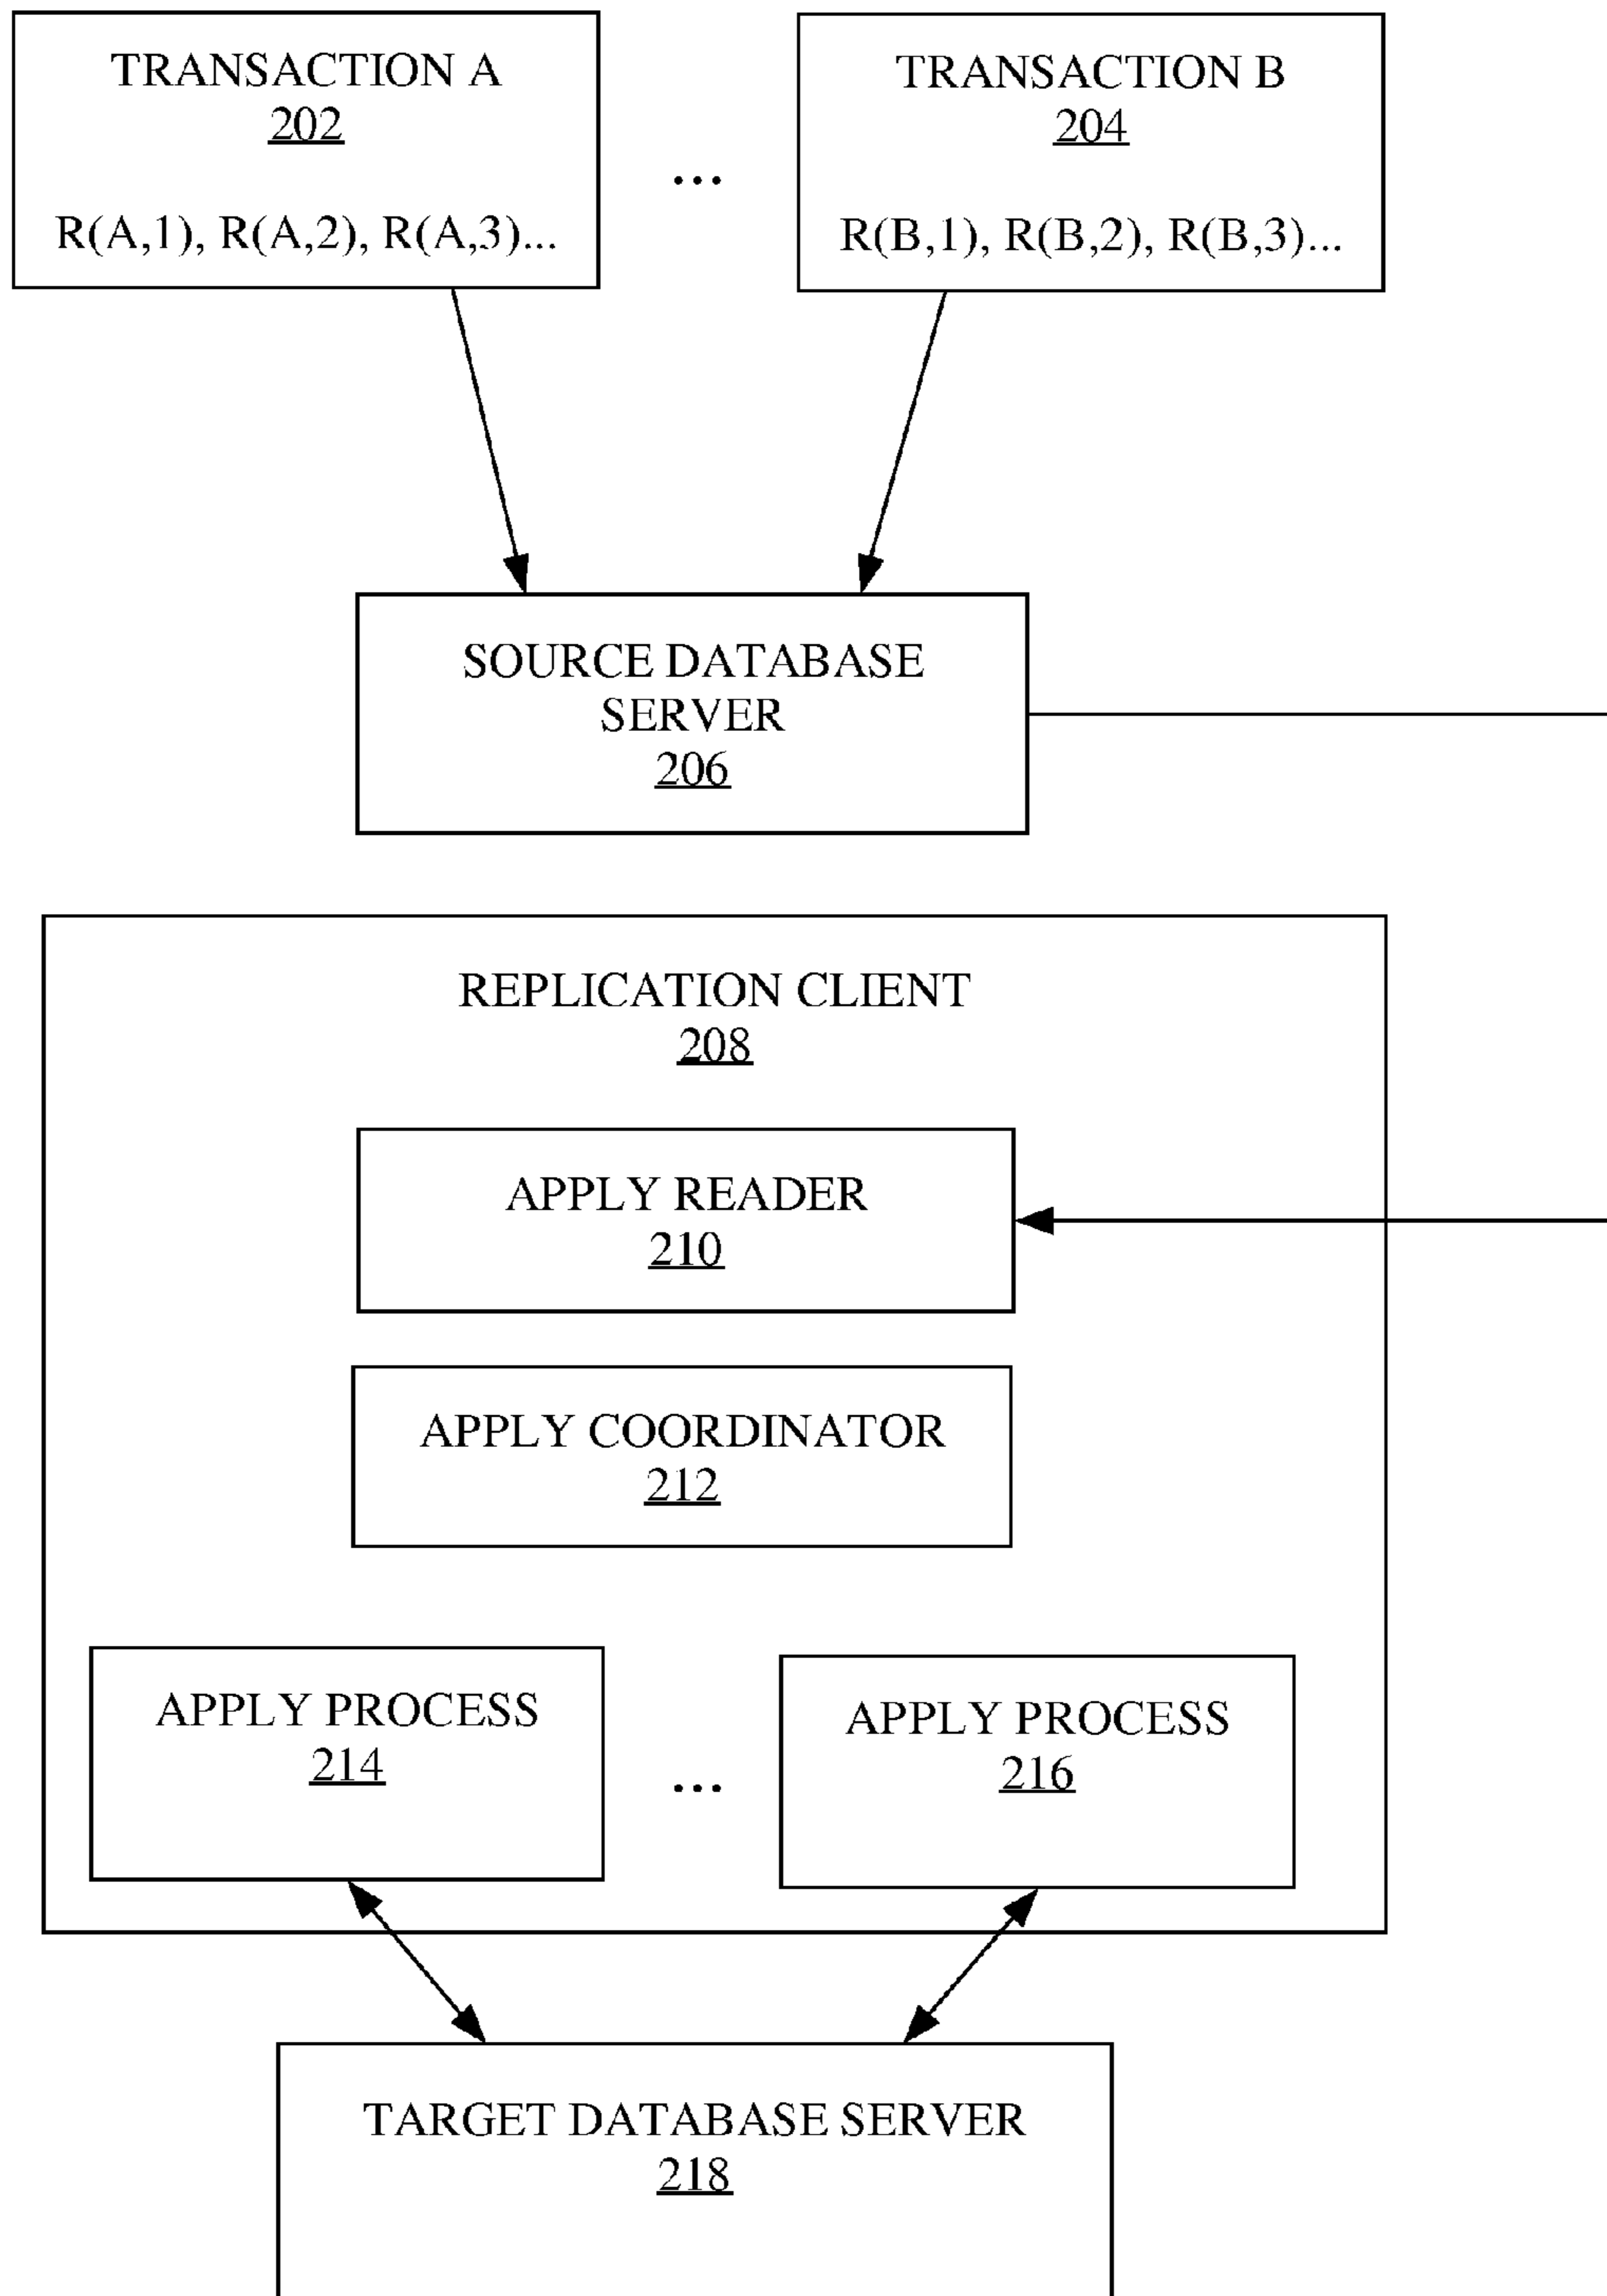 TRANSACTION A
202
R(A,1), R(A,2), R(A,3)...
...
TRANSACTION B
204
R(B,1), R(B,2), R(B,3)...
SOURCE DATABASE
SERVER
206
REPLICATION CLIENT
208
APPLY READER
210
APPLY COORDINATOR
212
APPLY PROCESS
214
...
APPLY PROCESS
216
TARGET DATABASE SERVER
218